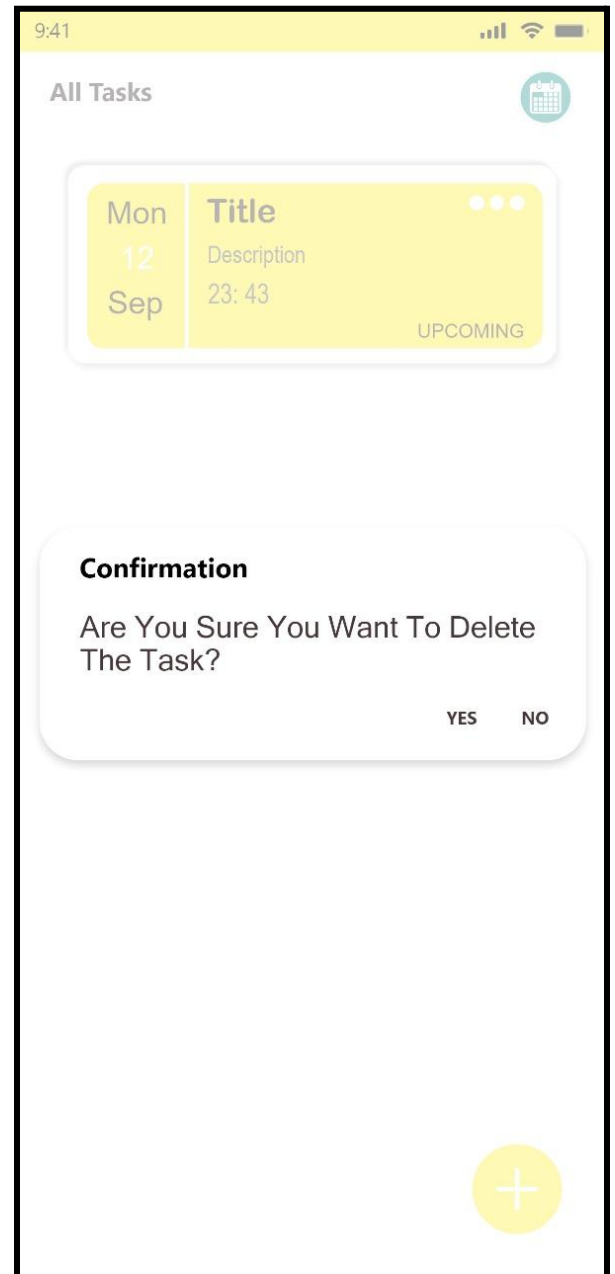 9:41
All Tasks
Mon
12
Sep
Title
Description
23: 43
UPCOMING
Confirmation
Are You Sure You Want To Delete
The Task?
YES NO